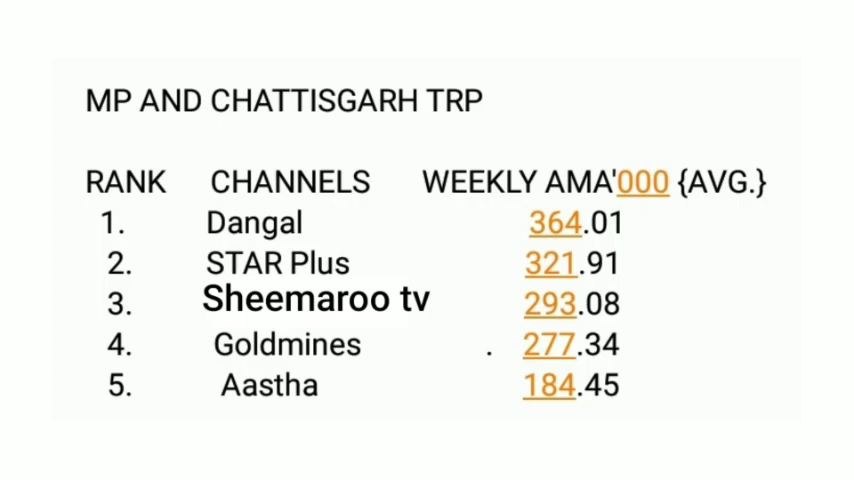 MP AND CHATTISGARH TRP
RANK CHANNELS WEEKLY AMA'000 {AVG.}
1. Dangal 364.01
2. STAR Plus 321.91
3. Sheemaroo tv 293.08
4. Goldmines . 277.34
5. Aastha 184.45